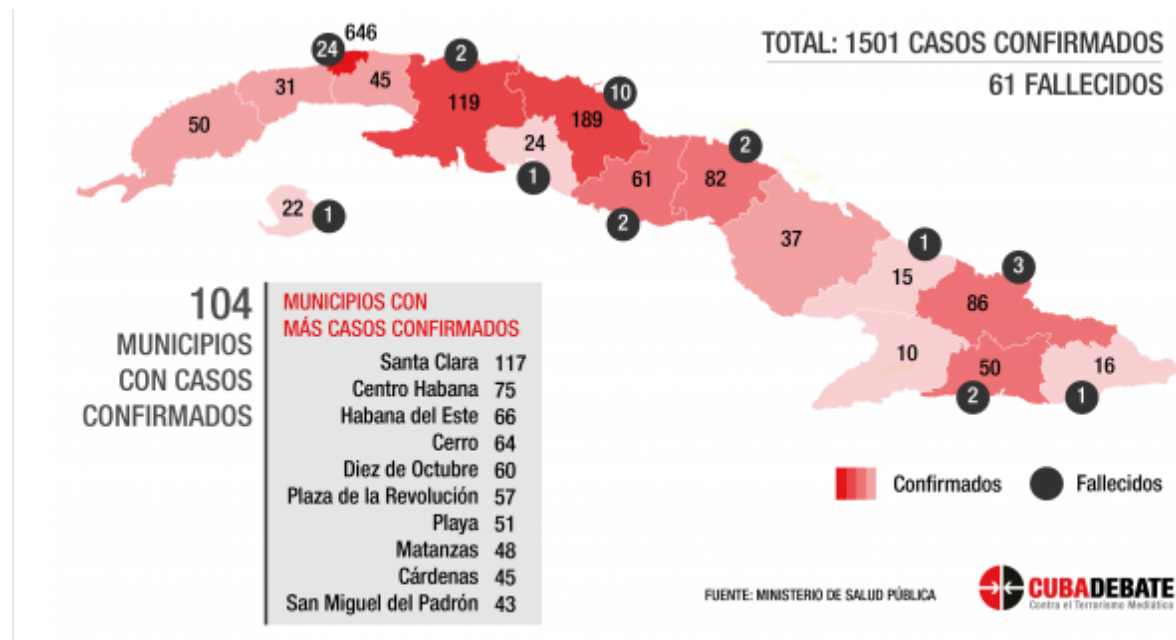 TOTAL: 1501 CASOS CONFIRMADOS
61 FALLECIDOS
646
24
2
31
45
10
50
119
189
24
2
1
61
82
22
1
2
37
1
3
15
86
10
50
16
2
1
104
MUNICIPIOS
CON CASOS
CONFIRMADOS
MUNICIPIOS CON
MÁS CASOS CONFIRMADOS
Santa Clara 117
Centro Habana 75
Habana del Este 66
Cerro 64
Diez de Octubre 60
Plaza de la Revolución 57
Playa 51
Matanzas 48
Cárdenas 45
San Miguel del Padrón 43
Confirmados
Fallecidos
FUENTE: MINISTERIO DE SALUD PÚBLICA
CUBADEBATE
Contra el Terrorismo Mediático